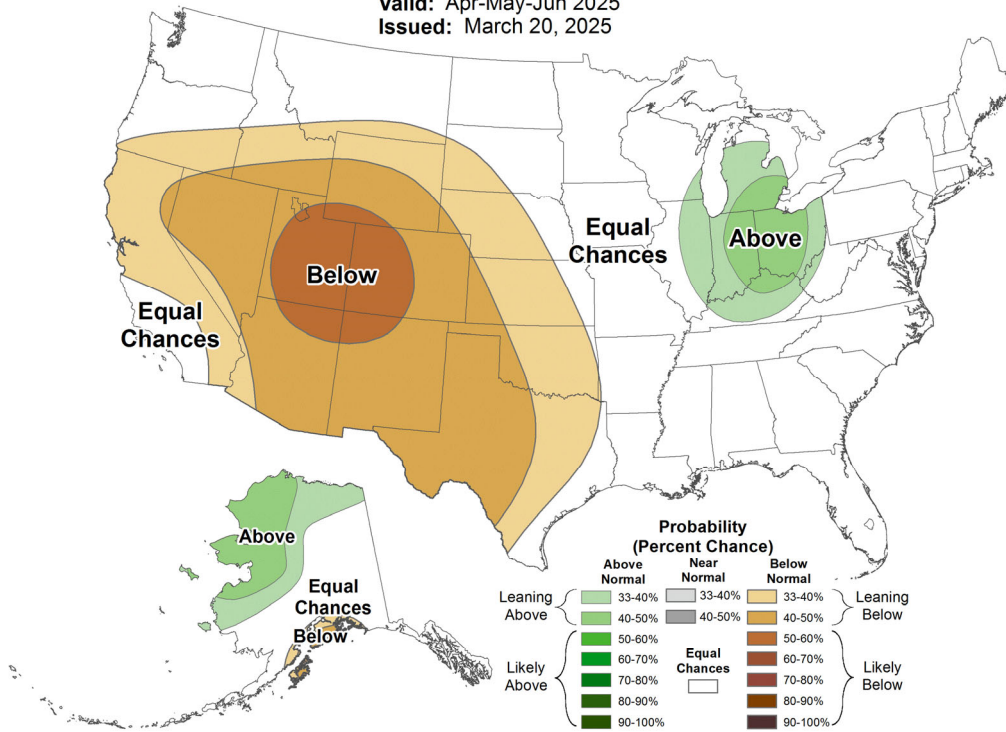 Valid: Apr-May-Jun 2025
Issued: March 20, 2025
Equal
Chances
Above
Below
Equal
Chances
Above
Equal
Chances
Below
Probability
(Percent Chance)
Above
Normal
Near
Normal
Below
Normal
Leaning
Above
33-40%
33-40%
33-40%
Leaning
Below
40-50%
40-50%
40-50%
Likely
Above
50-60%
60-70%
70-80%
80-90%
90-100%
Equal
Chances
50-60%
60-70%
70-80%
80-90%
90-100%
Likely
Below